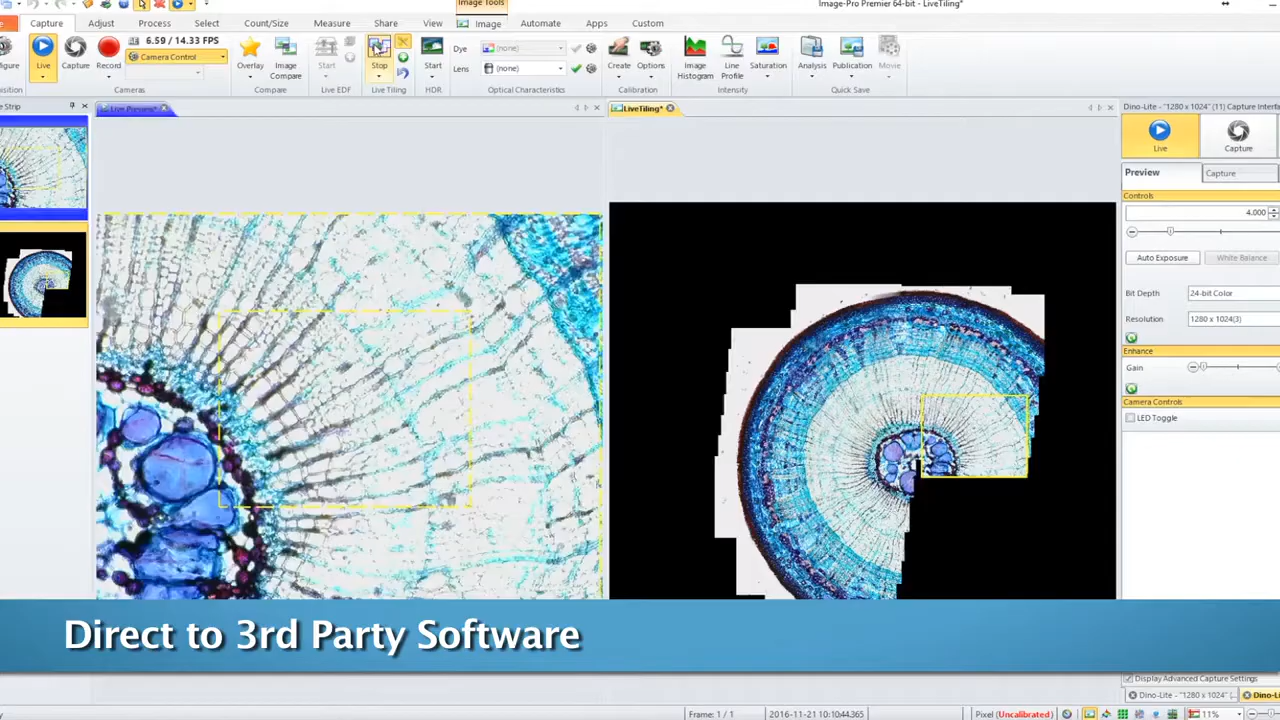 Image Tools
Image-Pro Premier 64-bit - LiveTiling*
Capture Adjust Process Select Count/Size Measure Share View Image Automate Apps Custom
6.59 / 14.33 FPS
Camera Control
Live Capture Record Overlay Image Compare Start Stop Start
Dye (none)
Lens (none)
Create Options Image Histogram Line Profile Saturation Analysis Publication Movie
Cameras Compare Live EDF Live Tiling HDR Optical Characteristics Calibration Intensity Quick Save
Strip
Live Preview*
LiveTiling*
Dino-Lite - "1280 x 1024" (11) Capture
Live Capture
Preview Capture
Controls
4.000
Auto Exposure White Balance
Bit Depth 24-bit Color
Resolution 1280 x 1024(3)
Enhance
Gain
Camera Controls
LED Toggle
Direct to 3rd Party Software
Display Advanced Capture Settings
Dino-Lite - "1280 x 1024"
Frame: 1 / 1 2016-11-21 10:10:44.365 Pixel (Uncalibrated) 11%